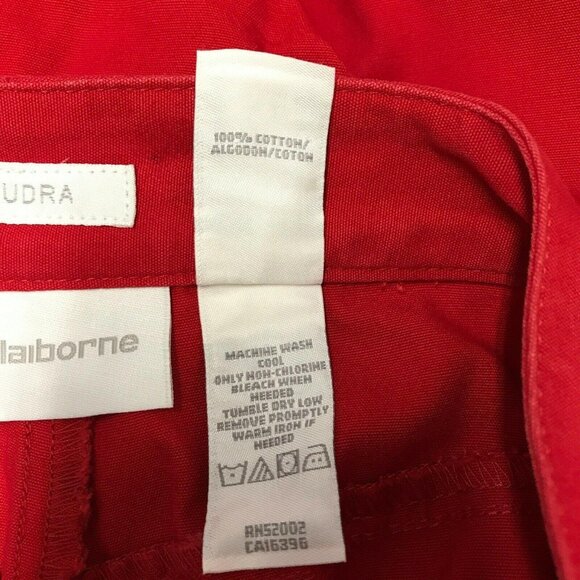 100% COTTON/
ALGODON/COTON
UDRA
laiborne
MACHINE WASH
COOL
ONLY NON-CHLORINE
BLEACH WHEN
NEEDED
TUMBLE DRY LOW
REMOVE PROMPTLY
WARM IRON IF
NEEDED
RN52002
CA16396